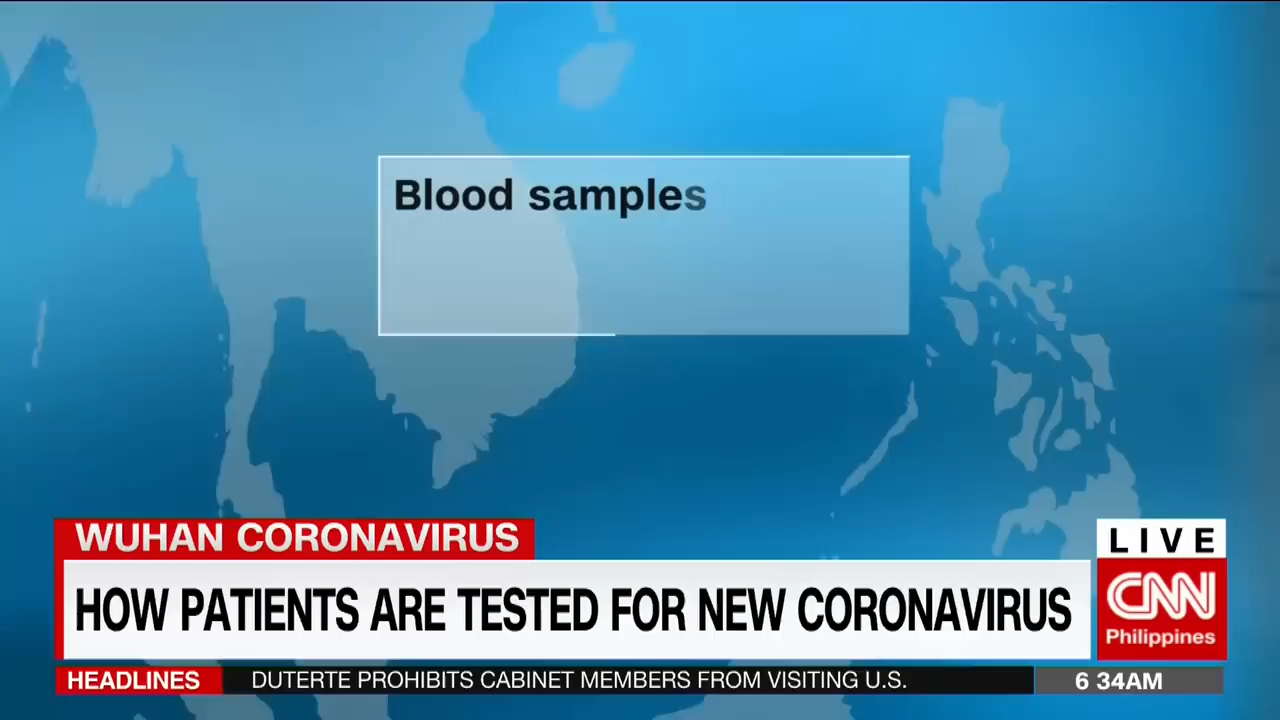 Blood samples
WUHAN CORONAVIRUS
HOW PATIENTS ARE TESTED FOR NEW CORONAVIRUS
LIVE
CNN
Philippines
HEADLINES DUTERTE PROHIBITS CABINET MEMBERS FROM VISITING U.S. 6 34AM